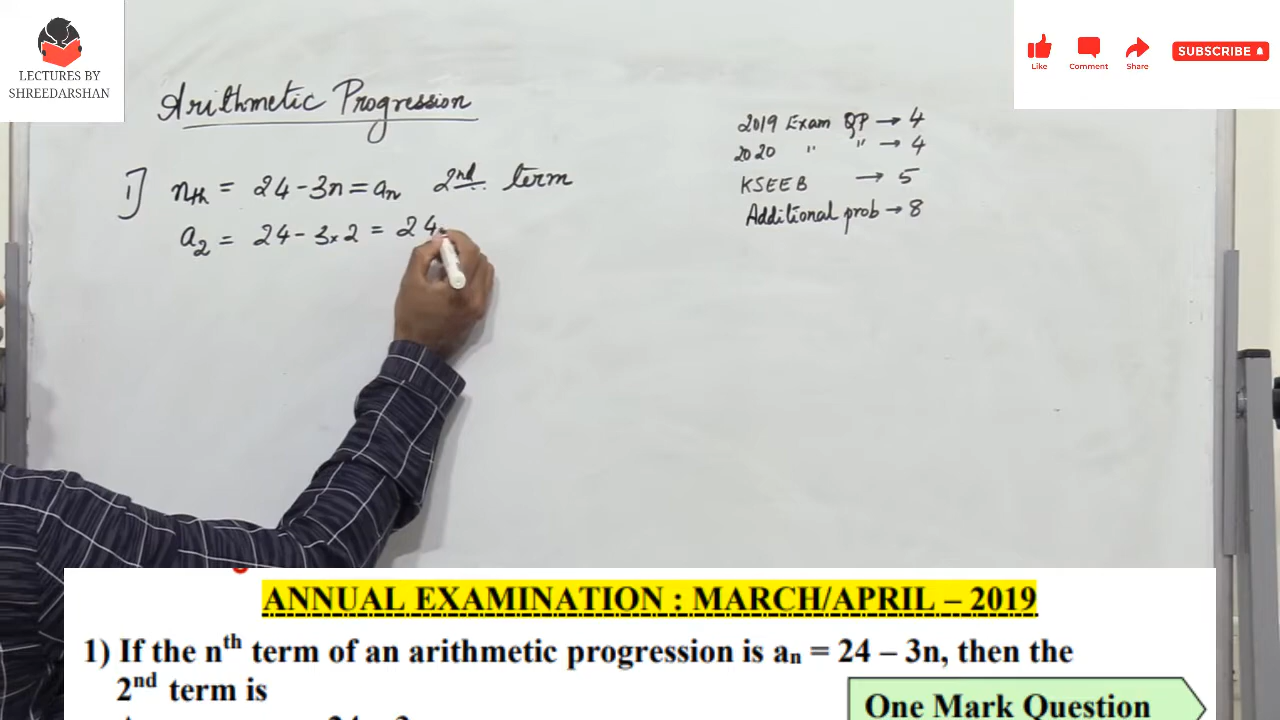 LECTURES BY
SHREEDARSHAN
Like
Comment
Share
SUBSCRIBE
Arithmetic Progression
1] nth = 24 - 3n = an 2nd term
a2 = 24 - 3x2 = 24
2019 Exam QP → 4
2020 " " → 4
KSEEB → 5
Additional prob → 8
ANNUAL EXAMINATION : MARCH/APRIL – 2019
1) If the nth term of an arithmetic progression is an = 24 – 3n, then the
2nd term is
One Mark Question